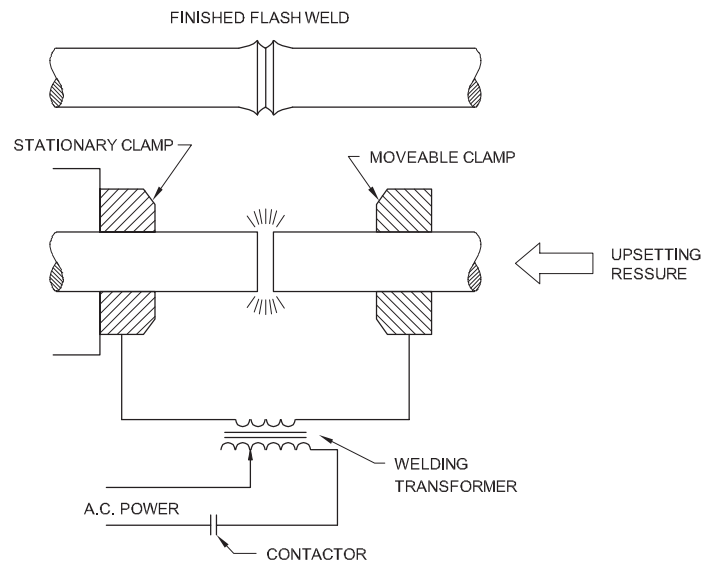 FINISHED FLASH WELD
STATIONARY CLAMP
MOVEABLE CLAMP
UPSETTING
RESSURE
WELDING
TRANSFORMER
A.C. POWER
CONTACTOR